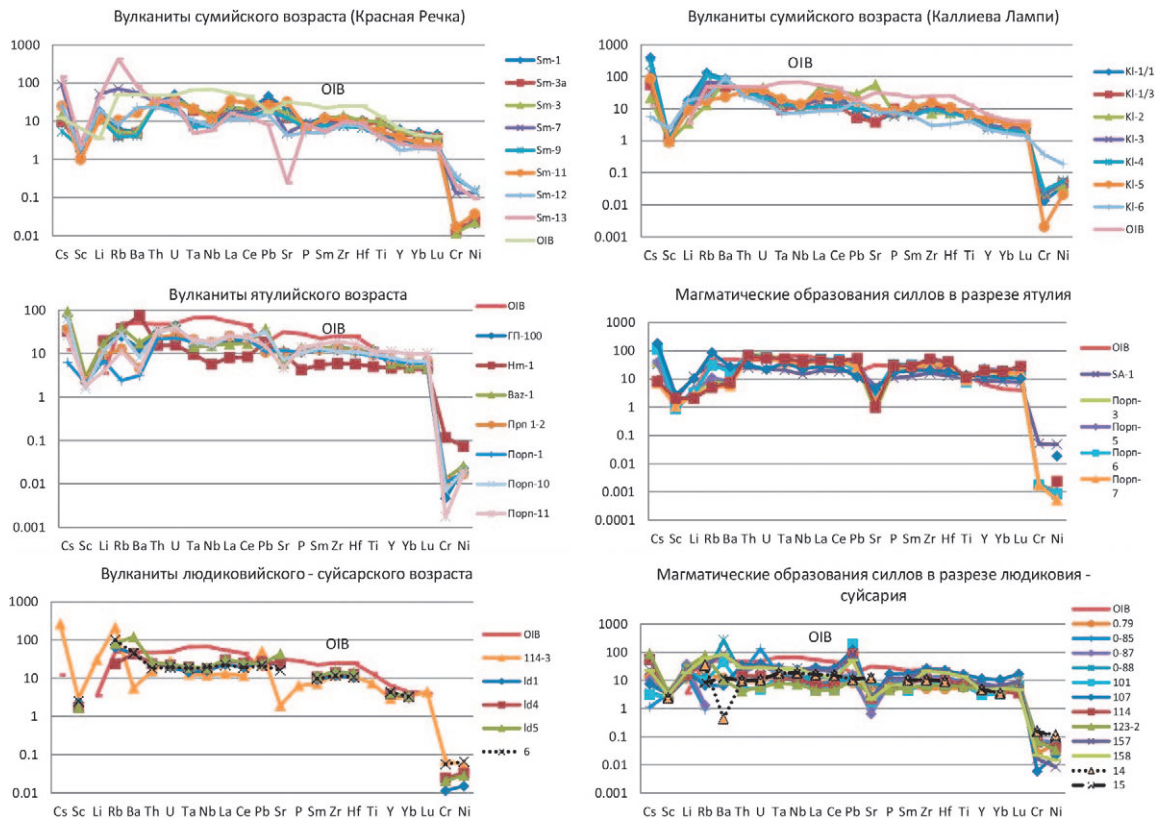 Вулканиты сумийского возраста (Красная Речка)
1000
100
10
1
0.1
0.01
OIB
Cs Sc Li Rb Ba Th U Ta Nb La Ce Pb Sr P Sm Zr Hf Ti Y Yb Lu Cr Ni
Sm-1
Sm-3a
Sm-3
Sm-7
Sm-9
Sm-11
Sm-12
Sm-13
OIB
Вулканиты сумийского возраста (Каллиева Лампи)
1000
100
10
1
0.1
0.01
0.001
OIB
Cs Sc Li Rb Ba Th U Ta Nb La Ce Pb Sr P Sm Zr Hf Ti Y Yb Lu Cr Ni
Kl-1/1
Kl-1/3
Kl-2
Kl-3
Kl-4
Kl-5
Kl-6
OIB
Вулканиты ятулийского возраста
100
10
1
0.1
0.01
0.001
OIB
Cs Sc Li Rb Ba Th U Ta Nb La Ce Pb Sr P Sm Zr Hf Ti Y Yb Lu Cr Ni
OIB
ГП-100
Hm-1
Baz-1
Прп 1-2
Порп-1
Порп-10
Порп-11
Магматические образования силлов в разрезе ятулия
1000
100
10
1
0.1
0.01
0.001
0.0001
OIB
Cs Sc Li Rb Ba Th U Ta Nb La Ce Pb Sr P Sm Zr Hf Ti Y Yb Lu Cr Ni
OIB
SA-1
Порп-
3
Порп-
5
Порп-
6
Порп-
7
Вулканиты людиковийского - суйсарского возраста
1000
100
10
1
0.1
0.01
OIB
Cs Sc Li Rb Ba Th U Ta Nb La Ce Pb Sr P Sm Zr Hf Ti Y Yb Lu Cr Ni
OIB
114-3
ld1
ld4
ld5
6
Магматические образования силлов в разрезе людиковия -
суйсария
1000
100
10
1
0.1
0.01
0.001
OIB
Cs Sc Li Rb Ba Th U Ta Nb La Ce Pb Sr P Sm Zr Hf Ti Y Yb Lu Cr Ni
OIB
0.79
0-85
0-87
0-88
101
107
114
123-2
157
158
14
15